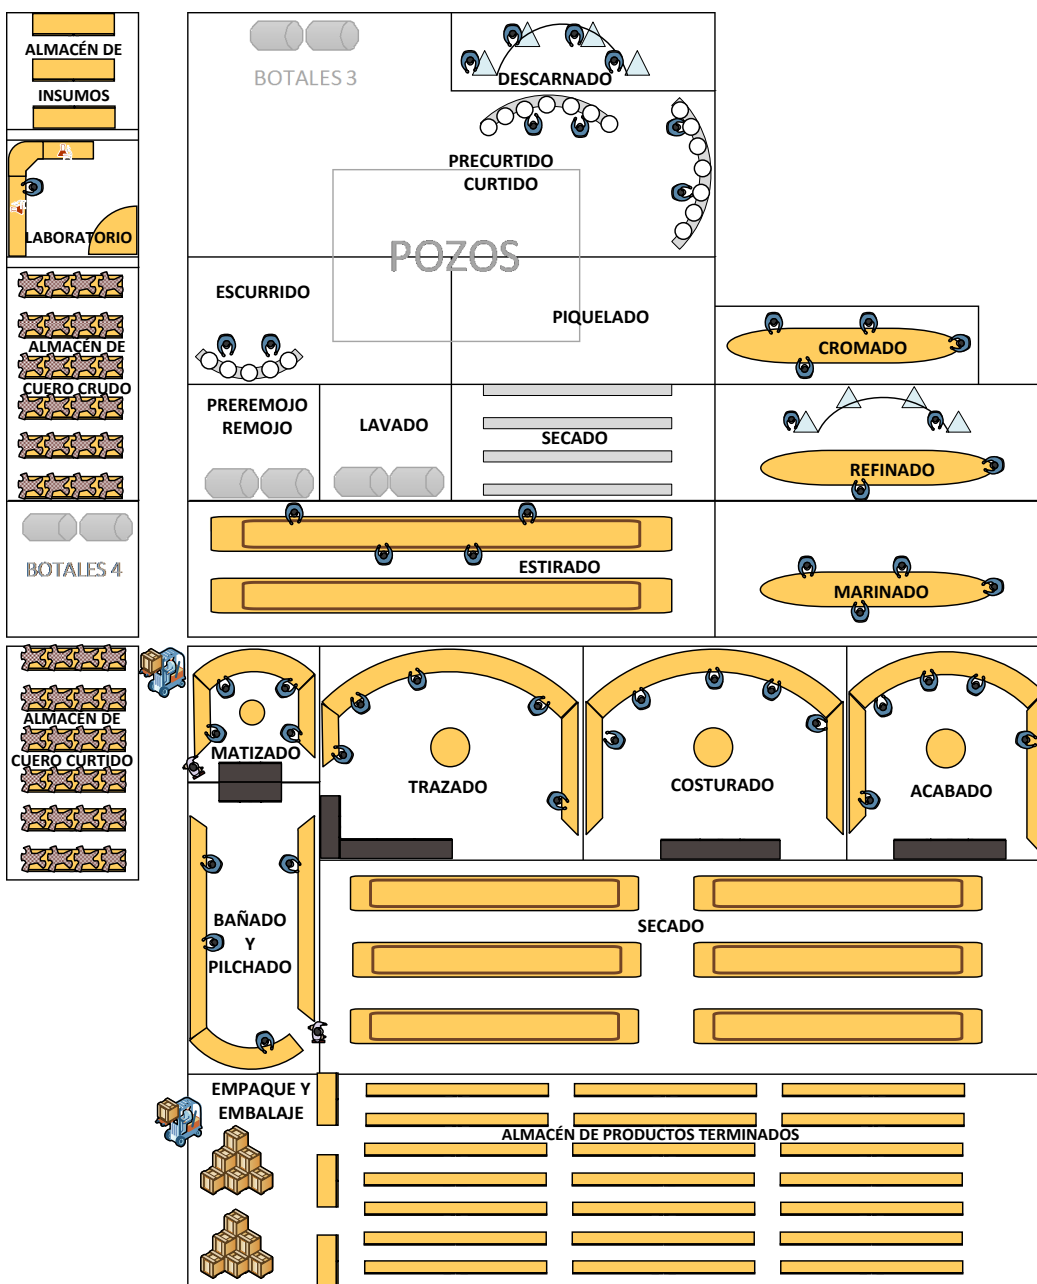 ALMACÉN DE
INSUMOS
BOTALES 3
DESCARNADO
PRECURTIDO
CURTIDO
LABORATORIO
POZOS
ESCURRIDO
PIQUELADO
CROMADO
ALMACÉN DE
CUERO CRUDO
PREREMOJO
REMOJO
LAVADO
SECADO
REFINADO
BOTALES 4
ESTIRADO
MARINADO
ALMACÉN DE
CUERO CURTIDO
MATIZADO
TRAZADO
COSTURADO
ACABADO
BAÑADO
Y
PILCHADO
SECADO
EMPAQUE Y
EMBALAJE
ALMACÉN DE PRODUCTOS TERMINADOS